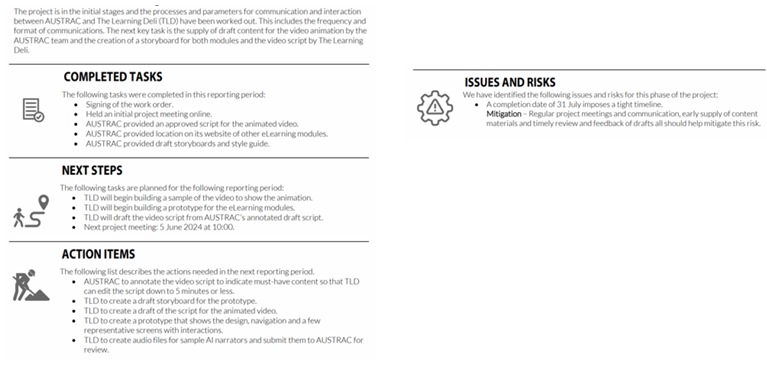 The project is in the initial stages and the processes and parameters for communication and interaction
between AUSTRAC and The Learning Deli (TLD) have been worked out. This includes the frequency and
format of communications. The next key task is the supply of draft content for the video animation by the
AUSTRAC team and the creation of a storyboard for both modules and the video script by The Learning
Deli.
COMPLETED TASKS
The following tasks were completed in this reporting period:
• Signing of the work order.
• Held an initial project meeting online.
• AUSTRAC provided an approved script for the animated video.
• AUSTRAC provided location on its website of other eLearning modules.
• AUSTRAC provided draft storyboards and style guide.
NEXT STEPS
The following tasks are planned for the following reporting period:
• TLD will begin building a sample of the video to show the animation.
• TLD will begin building a prototype for the eLearning modules.
• TLD will draft the video script from AUSTRAC's annotated draft script.
• Next project meeting: 5 June 2024 at 10:00.
ACTION ITEMS
The following list describes the actions needed in the next reporting period.
• AUSTRAC to annotate the video script to indicate must-have content so that TLD
can edit the script down to 5 minutes or less.
• TLD to create a draft storyboard for the prototype.
• TLD to create a draft of the script for the animated video.
• TLD to create a prototype that shows the design, navigation and a few
representative screens with interactions.
• TLD to create audio files for sample AI narrators and submit them to AUSTRAC for
review.
ISSUES AND RISKS
We have identified the following issues and risks for this phase of the project:
• A completion date of 31 July imposes a tight timeline.
Mitigation – Regular project meetings and communication, early supply of content
materials and timely review and feedback of drafts all should help mitigate this risk.